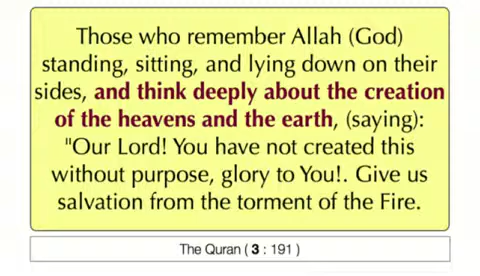 Those who remember Allah (God)
standing, sitting, and lying down on their
sides, and think deeply about the creation
of the heavens and the earth, (saying):
"Our Lord! You have not created this
without purpose, glory to You!. Give us
salvation from the torment of the Fire.
The Quran ( 3 : 191 )